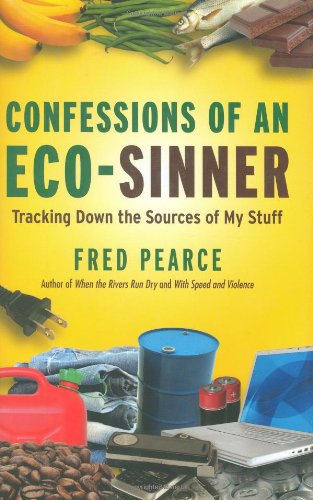 CONFESSIONS OF AN
ECO-SINNER
Tracking Down the Sources of My Stuff
FRED PEARCE
Author of When the Rivers Run Dry and With Speed and Violence